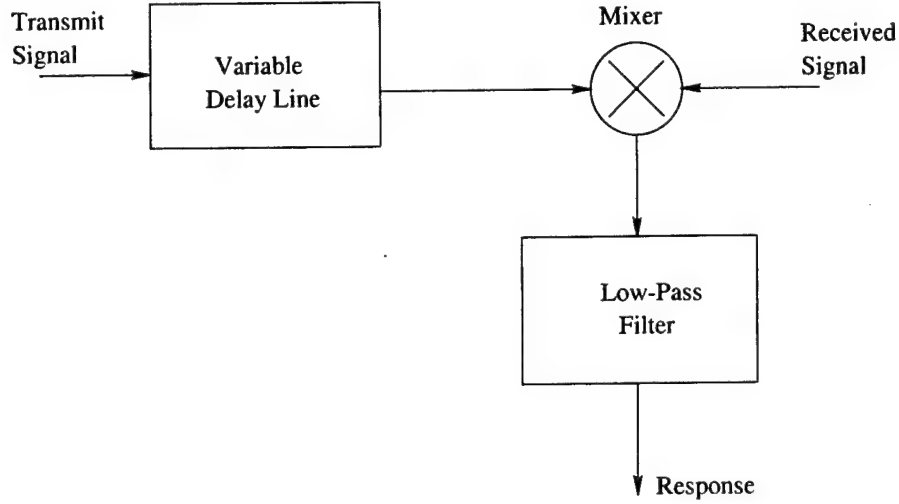 Transmit
Signal
Variable
Delay Line
Mixer
Received
Signal
Low-Pass
Filter
Response